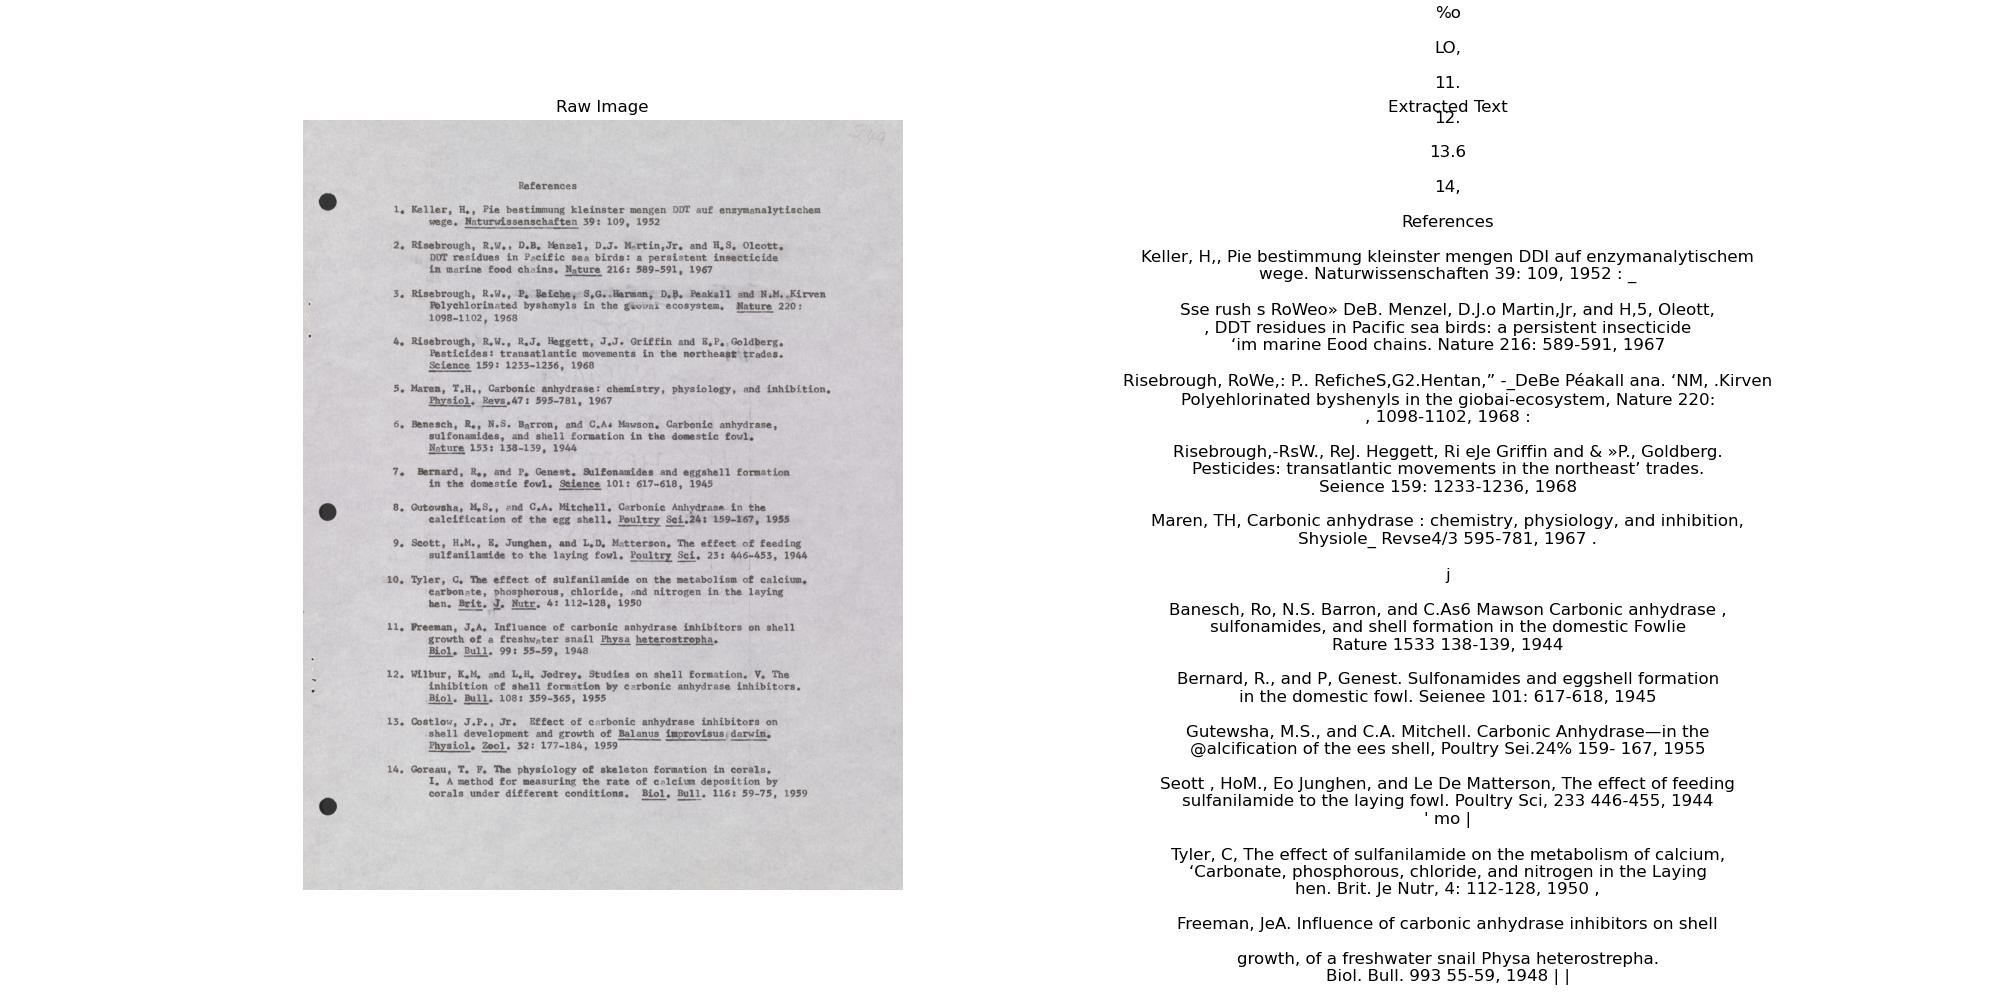 Raw Image
References
1. Keller, H., Pie bestimmung kleinster mengen DDT auf enzymanalytischem
wege. Naturwissenschaften 39: 109, 1952
2. Risebrough, R.W., D.B. Menzel, D.J. Martin,Jr. and H.S. Olcott.
DDT residues in Pacific sea birds: a persistent insecticide
in marine food chains. Nature 216: 589-591, 1967
3. Risebrough, R.W., P. Reiche, S.G. Herman, D.B. Peakall and N.M. Kirven
Polychlorinated byshenyls in the global ecosystem. Nature 220:
1098-1102, 1968
4. Risebrough, R.W., R.J. Heggett, J.J. Griffin and E.P. Goldberg.
Pesticides: transatlantic movements in the northeast trades.
Science 159: 1233-1236, 1968
5. Maren, T.H., Carbonic anhydrase: chemistry, physiology, and inhibition.
Physiol. Revs.47: 595-781, 1967
6. Benesch, R., N.S. Barron, and C.A. Mawson. Carbonic anhydrase,
sulfonamides, and shell formation in the domestic fowl.
Nature 153: 138-139, 1944
7. Bernard, R., and P. Genest. Sulfonamides and eggshell formation
in the domestic fowl. Science 101: 617-618, 1945
8. Gutowsha, M.S., and C.A. Mitchell. Carbonic Anhydrase in the
calcification of the egg shell. Poultry Sci.24: 159-167, 1955
9. Scott, H.M., E. Junghen, and L.D. Matterson. The effect of feeding
sulfanilamide to the laying fowl. Poultry Sci. 23: 446-453, 1944
10. Tyler, C. The effect of sulfanilamide on the metabolism of calcium.
carbonate, phosphorous, chloride, and nitrogen in the laying
hen. Brit. J. Nutr. 4: 112-128, 1950
11. Freeman, J.A. Influence of carbonic anhydrase inhibitors on shell
growth of a freshwater snail Physa heterostropha.
Biol. Bull. 99: 55-59, 1948
12. Wilbur, K.M. and L.H. Jodrey. Studies on shell formation. V. The
inhibition of shell formation by carbonic anhydrase inhibitors.
Biol. Bull. 108: 359-365, 1955
13. Costlow, J.P., Jr. Effect of carbonic anhydrase inhibitors on
shell development and growth of Balanus improvisus darwin.
Physiol. Zool. 32: 177-184, 1959
14. Goreau, T. F. The physiology of skeleton formation in corals.
I. A method for measuring the rate of calcium deposition by
corals under different conditions. Biol. Bull. 116: 59-75, 1959
%o
LO,
11.
Extracted Text
12.
13.6
14,
References
Keller, H,, Pie bestimmung kleinster mengen DDI auf enzymanalytischem
wege. Naturwissenschaften 39: 109, 1952 : _
Sse rush s RoWeo» DeB. Menzel, D.J.o Martin,Jr, and H,5, Oleott,
, DDT residues in Pacific sea birds: a persistent insecticide
‘im marine Eood chains. Nature 216: 589-591, 1967
Risebrough, RoWe,: P.. ReficheS,G2.Hentan,” -_DeBe Péakall ana. ‘NM, .Kirven
Polyehlorinated byshenyls in the giobai-ecosystem, Nature 220:
, 1098-1102, 1968 :
Risebrough,-RsW., ReJ. Heggett, Ri eJe Griffin and & »P., Goldberg.
Pesticides: transatlantic movements in the northeast’ trades.
Seience 159: 1233-1236, 1968
Maren, TH, Carbonic anhydrase : chemistry, physiology, and inhibition,
Shysiole_ Revse4/3 595-781, 1967 .
j
Banesch, Ro, N.S. Barron, and C.As6 Mawson Carbonic anhydrase ,
sulfonamides, and shell formation in the domestic Fowlie
Rature 1533 138-139, 1944
Bernard, R., and P, Genest. Sulfonamides and eggshell formation
in the domestic fowl. Seienee 101: 617-618, 1945
Gutewsha, M.S., and C.A. Mitchell. Carbonic Anhydrase—in the
@alcification of the ees shell, Poultry Sei.24% 159- 167, 1955
Seott , HoM., Eo Junghen, and Le De Matterson, The effect of feeding
sulfanilamide to the laying fowl. Poultry Sci, 233 446-455, 1944
' mo |
Tyler, C, The effect of sulfanilamide on the metabolism of calcium,
‘Carbonate, phosphorous, chloride, and nitrogen in the Laying
hen. Brit. Je Nutr, 4: 112-128, 1950 ,
Freeman, JeA. Influence of carbonic anhydrase inhibitors on shell
growth, of a freshwater snail Physa heterostrepha.
Biol. Bull. 993 55-59, 1948 | |